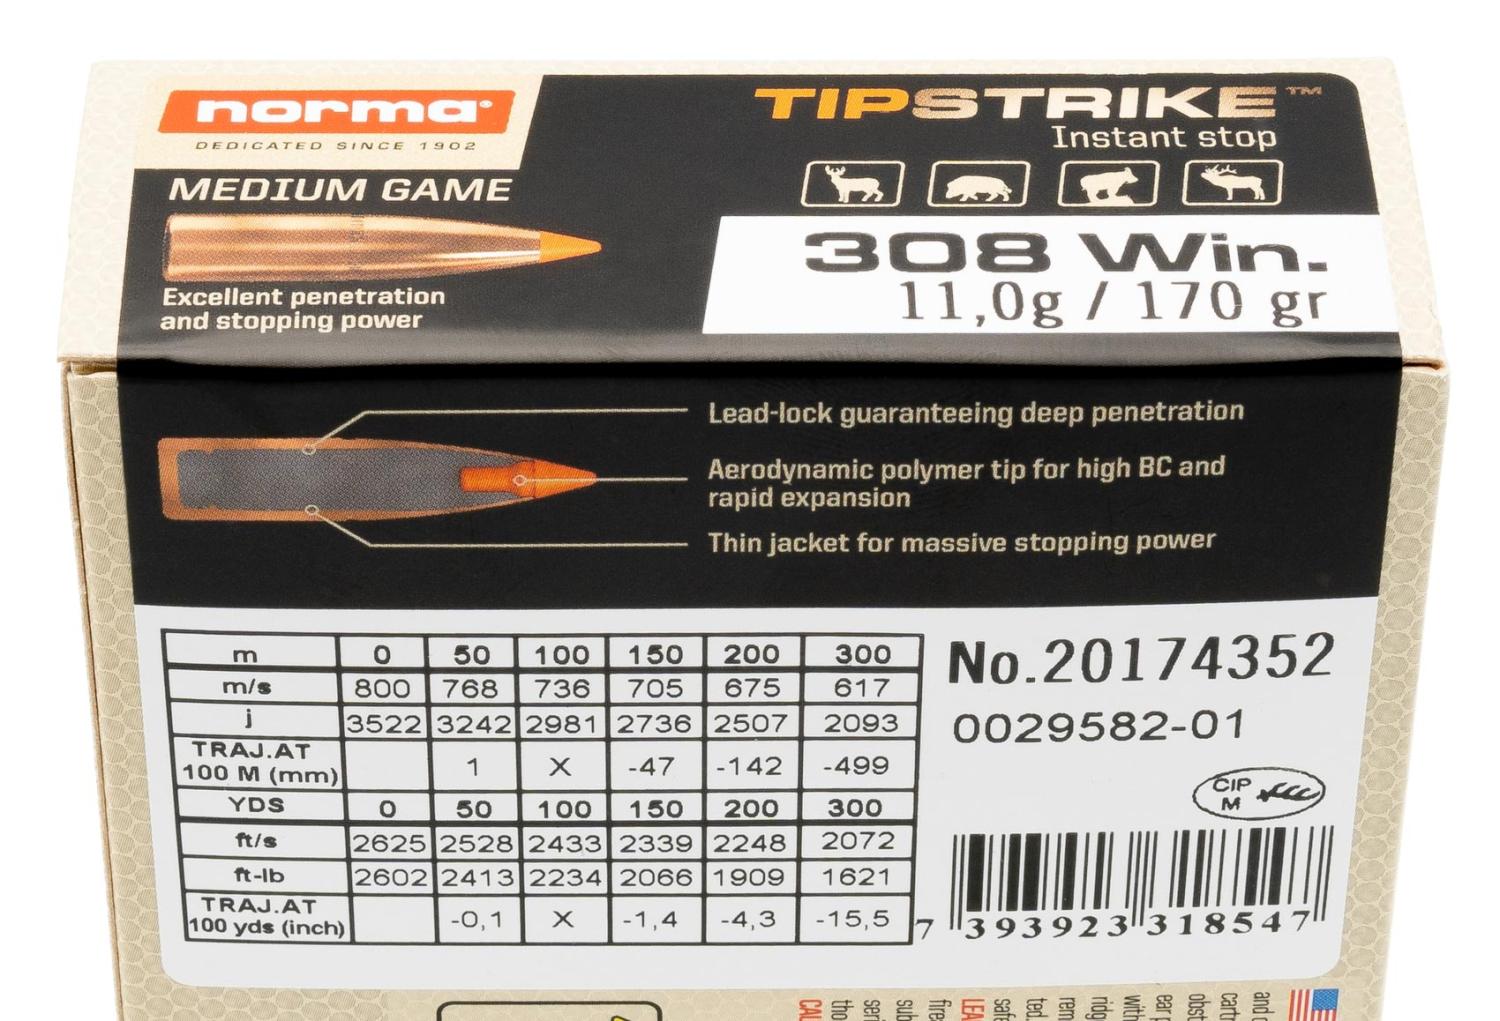 norma
DEDICATED SINCE 1902
MEDIUM GAME
Excellent penetration
and stopping power
TIPSTRIKE™
Instant stop
308 Win.
11,0g / 170 gr
Lead-lock guaranteeing deep penetration
Aerodynamic polymer tip for high BC and
rapid expansion
Thin jacket for massive stopping power
m 0 50 100 150 200 300
m/s 800 768 736 705 675 617
j 3522 3242 2981 2736 2507 2093
TRAJ.AT
100 M (mm) 1 X -47 -142 -499
YDS 0 50 100 150 200 300
ft/s 2625 2528 2433 2339 2248 2072
ft-lb 2602 2413 2234 2066 1909 1621
TRAJ.AT
100 yds (inch) -0,1 X -1,4 -4,3 -15,5
No.20174352
0029582-01
CIP
M
7 393923 318547